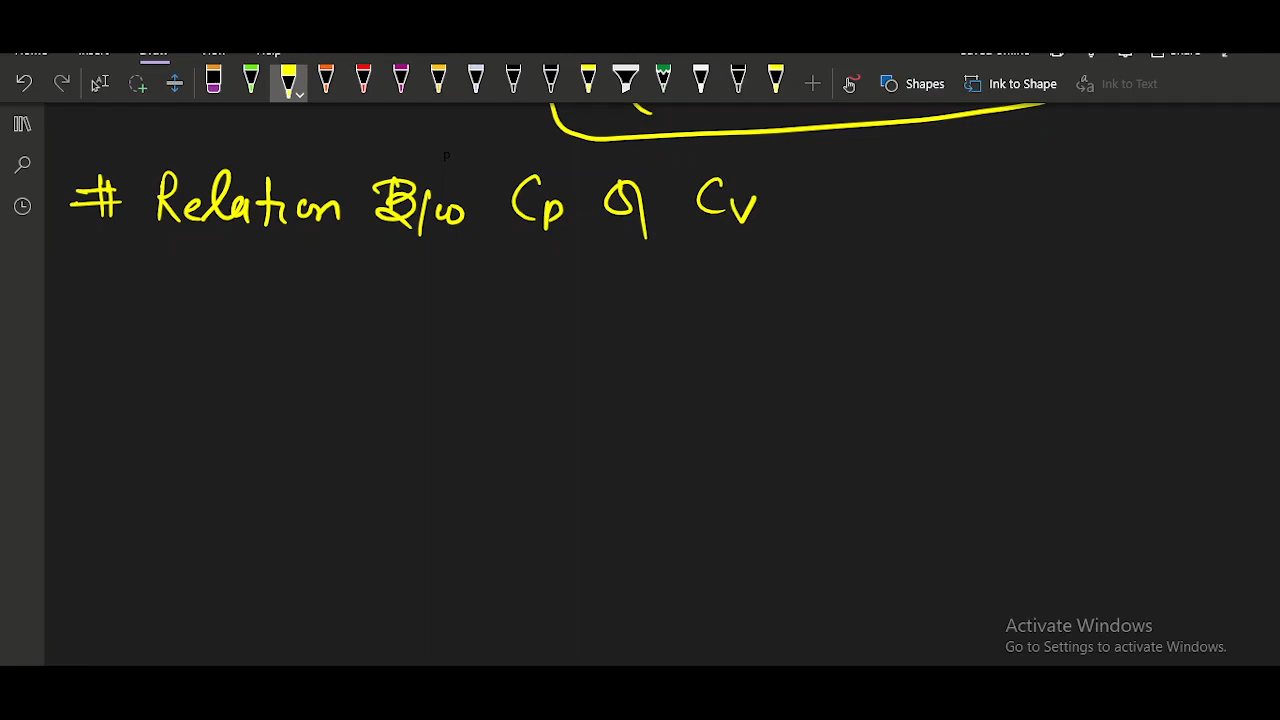 Shapes Ink to Shape Ink to Text
p
# Relation B/w Cp & Cv
Activate Windows
Go to Settings to activate Windows.